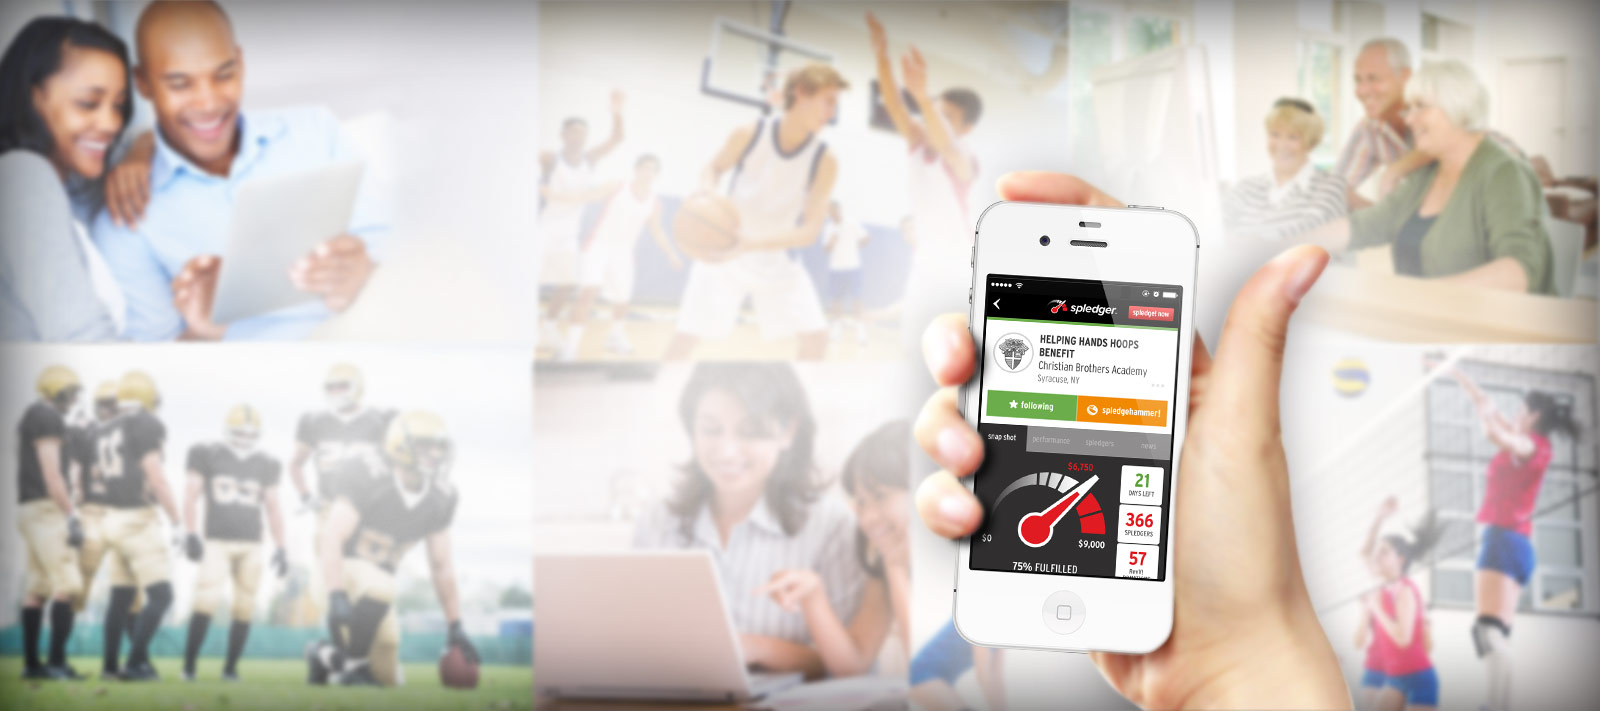 spledger.
spledge! now
HELPING HANDS HOOPS
BENEFIT
Christian Brothers Academy
Syracuse, NY
following
spledgehammer!
snap shot
performance
spledgers
news
$6,750
21
DAYS LEFT
366
SPLEDGERS
57
$0
$9,000
75% FULFILLED